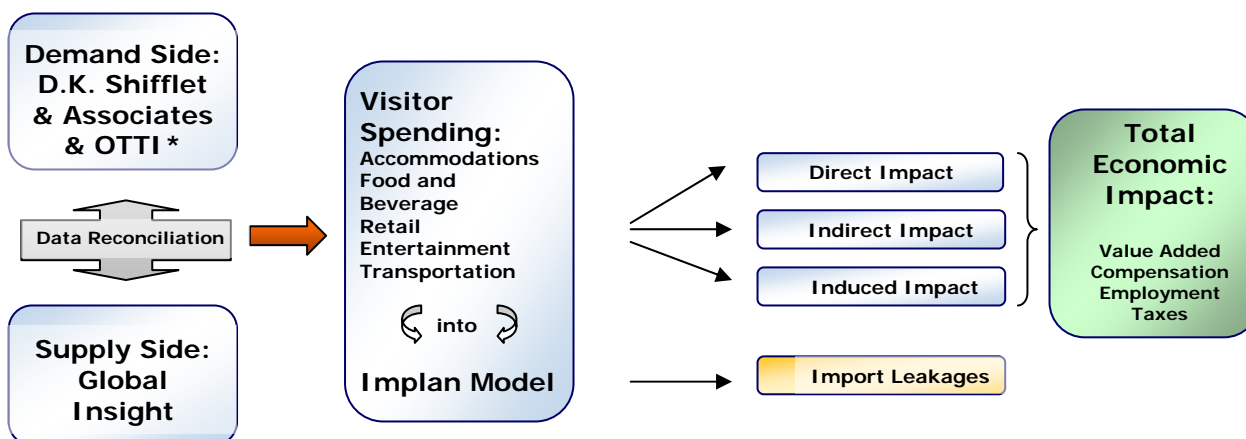 Demand Side:
D.K. Shifflet
& Associates
& OTTI *
Data Reconciliation
Supply Side:
Global
Insight
Visitor
Spending:
Accommodations
Food and
Beverage
Retail
Entertainment
Transportation
into
Implan Model
Direct Impact
Indirect Impact
Induced Impact
Import Leakages
Total
Economic
Impact:
Value Added
Compensation
Employment
Taxes